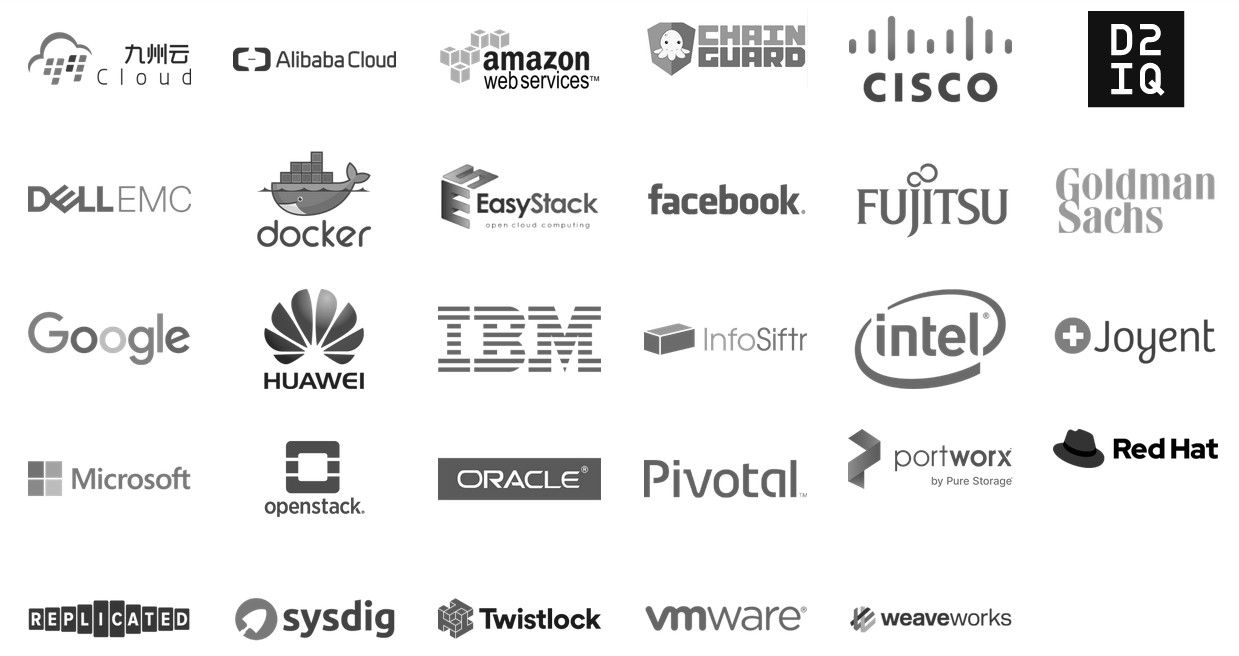 九州云
Cloud
Alibaba Cloud
amazon
web services™
CHAIN
GUARD
CISCO
D2
IQ
DELLEMC
docker
EasyStack
open cloud computing
facebook.
FUJITSU
Goldman
Sachs
Google
HUAWEI
IBM
InfoSiftr
intel®
Joyent
Microsoft
openstack.
ORACLE®
Pivotal™
portworx
by Pure Storage
Red Hat
REPLICATED
sysdig
Twistlock
vmware®
weaveworks